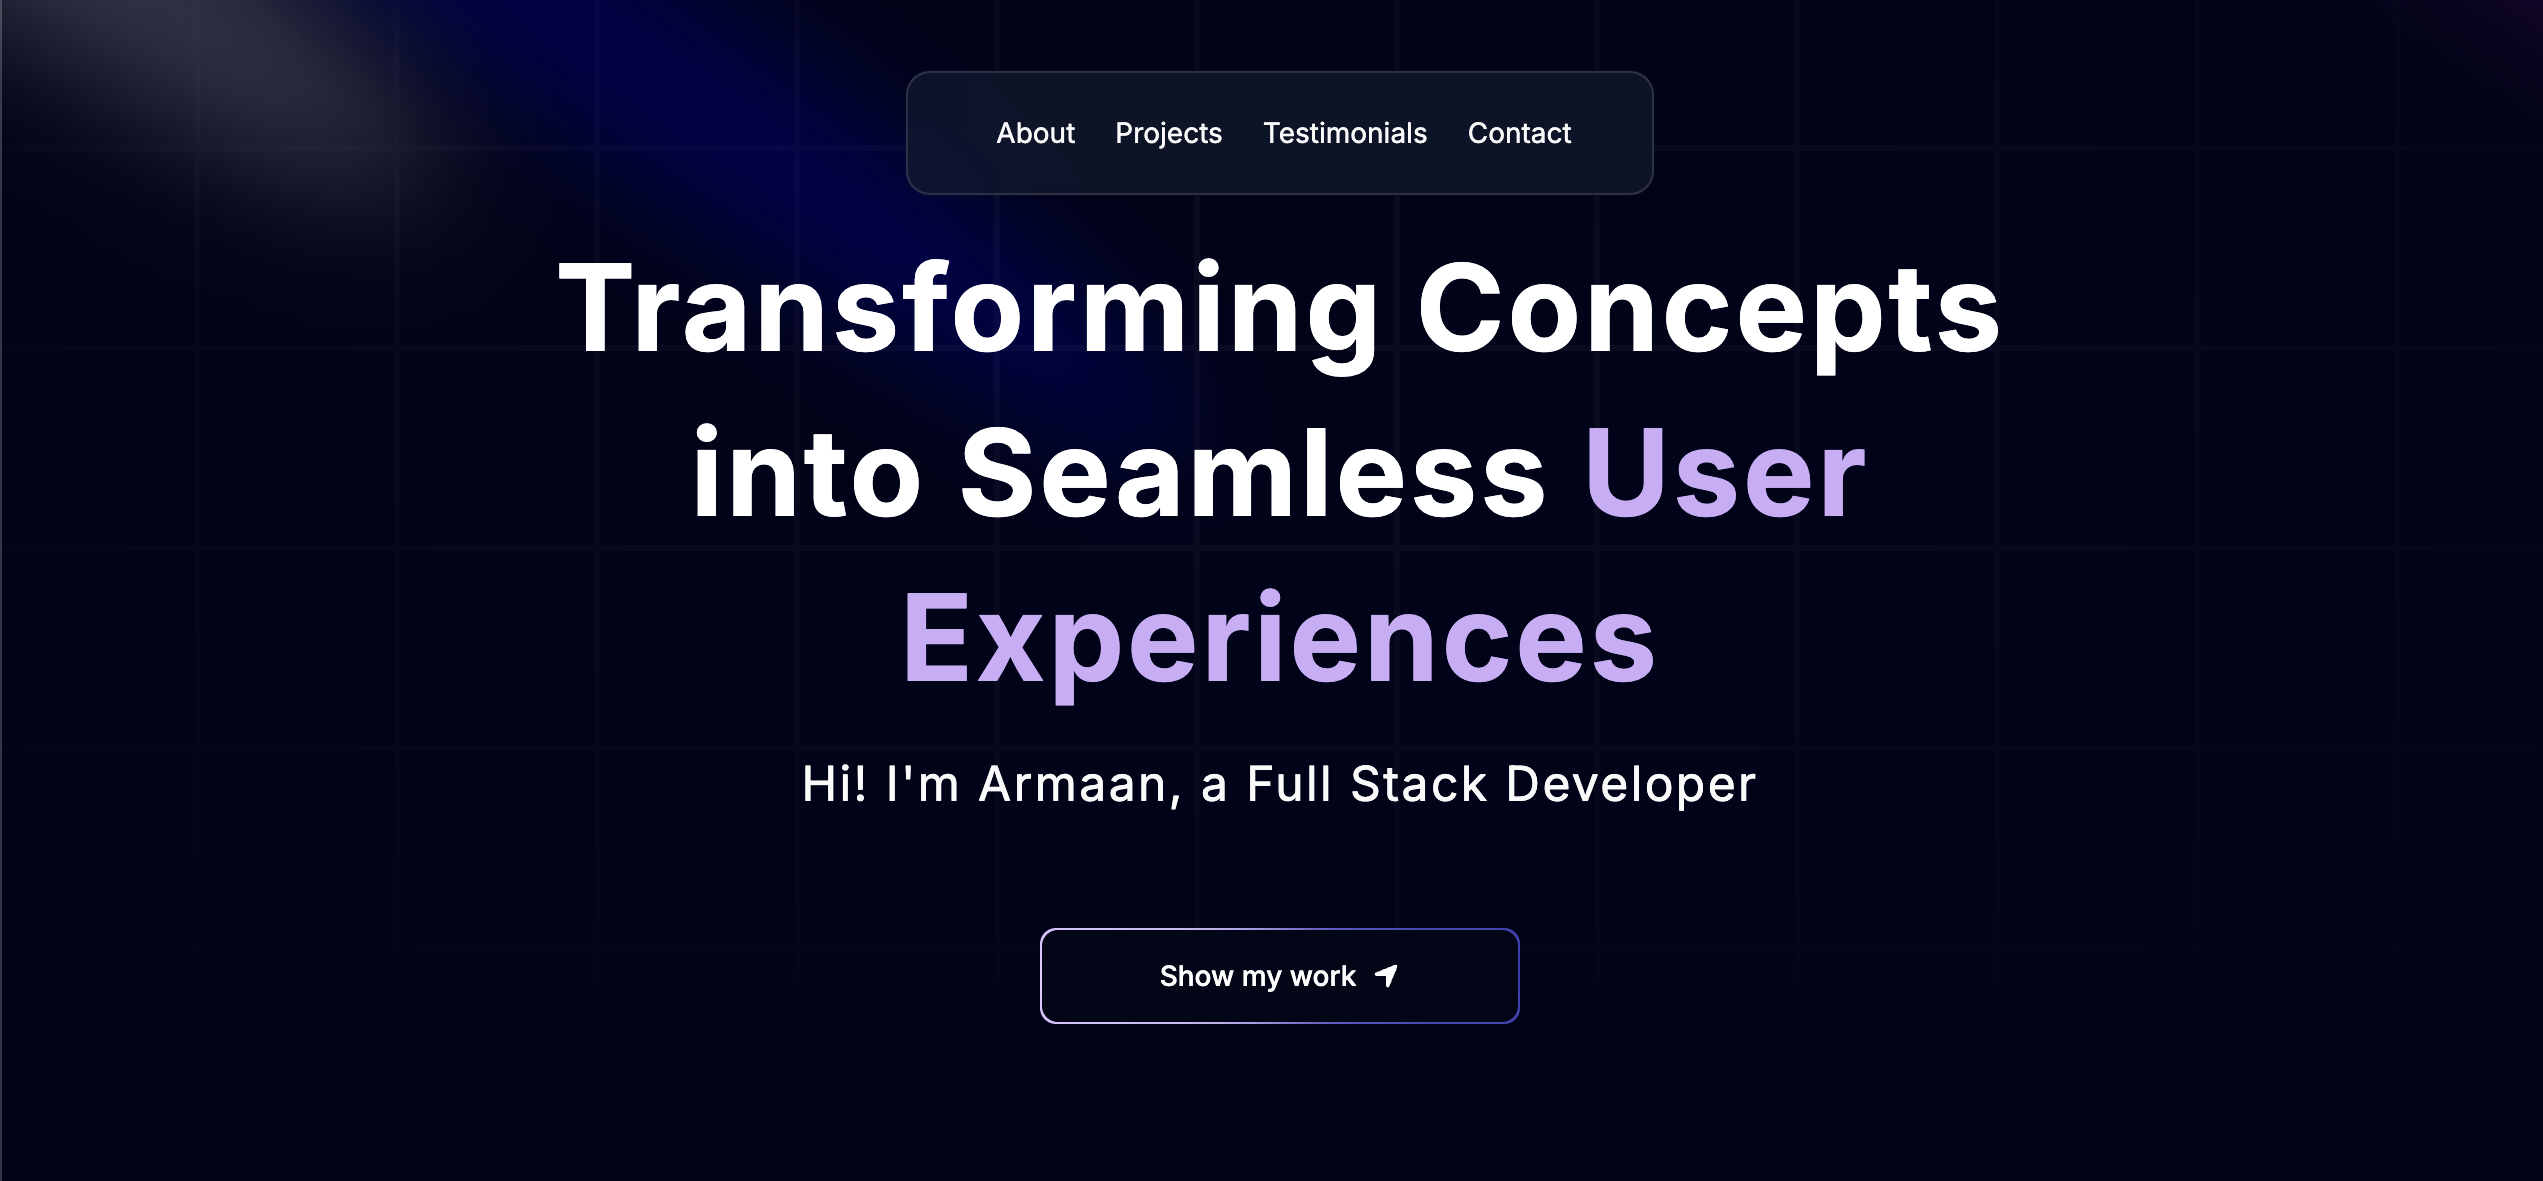 About Projects Testimonials Contact
Transforming Concepts
into Seamless User
Experiences
Hi! I'm Armaan, a Full Stack Developer
Show my work